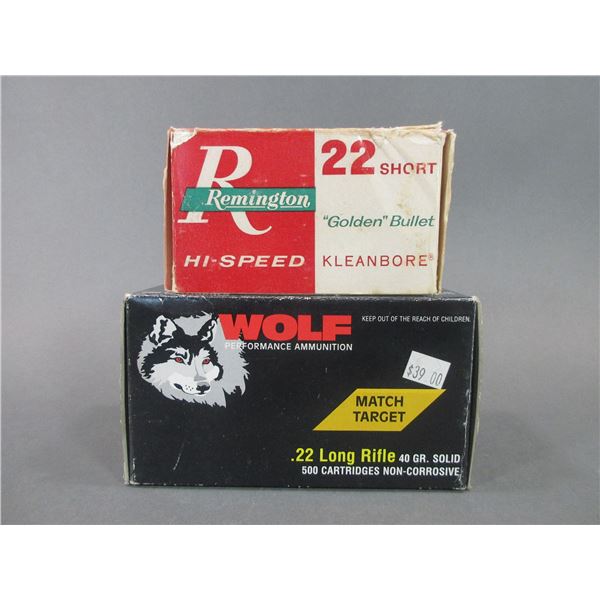 R
Remington
HI-SPEED
22 SHORT
"Golden" Bullet
KLEANBORE®
WOLF
PERFORMANCE AMMUNITION
KEEP OUT OF THE REACH OF CHILDREN.
$39.00
MATCH
TARGET
.22 Long Rifle 40 GR. SOLID
500 CARTRIDGES NON-CORROSIVE